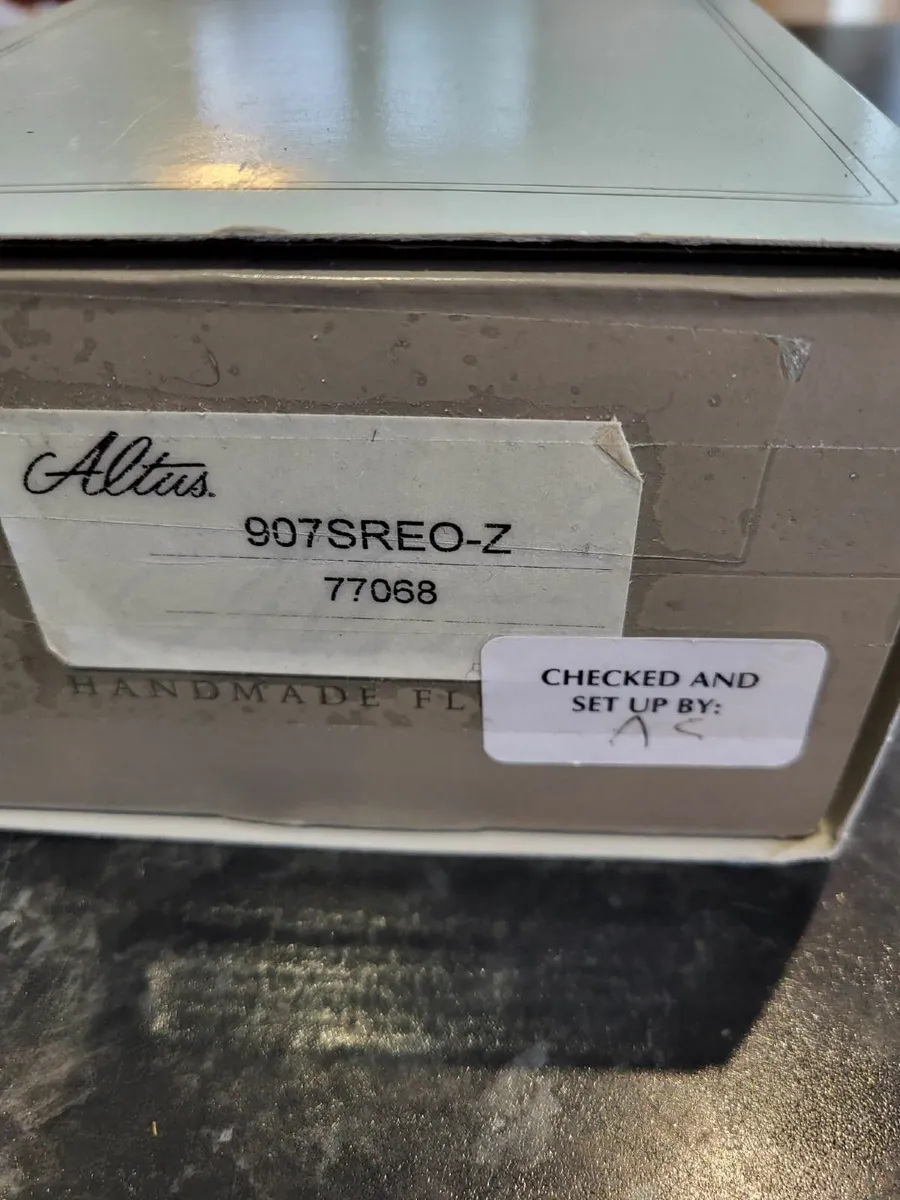 Altus.
907SREO-Z
77068
HANDMADE FL
CHECKED AND
SET UP BY:
A S